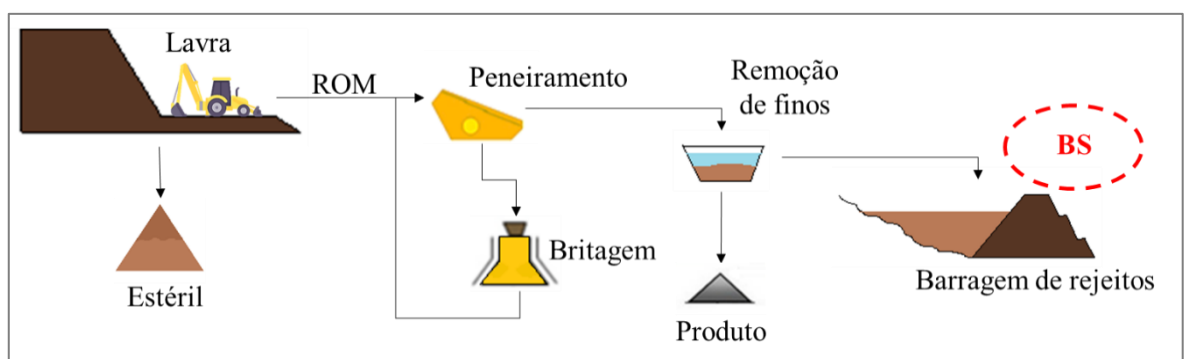 Lavra
ROM
Peneiramento
Remoção
de finos
BS
Britagem
Estéril
Produto
Barragem de rejeitos